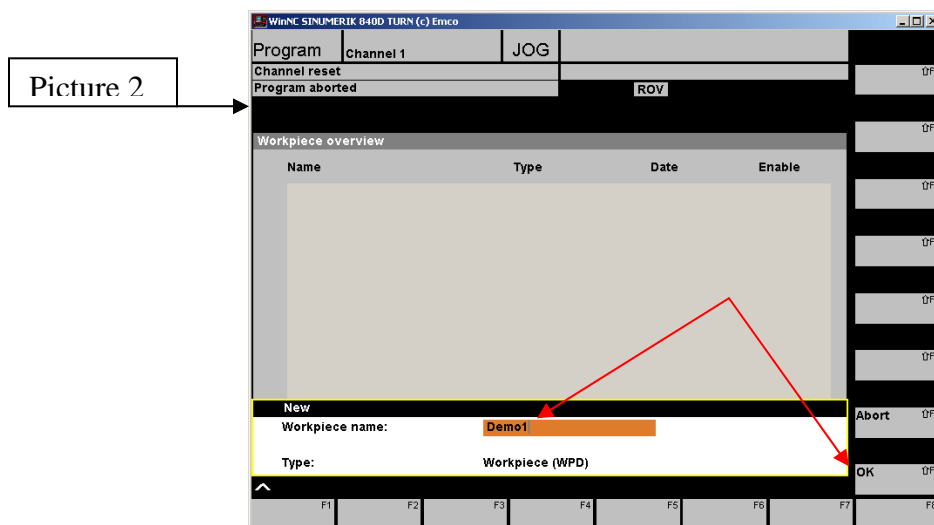 WinNC SINUMERIK 840D TURN (c) Emco
Program Channel 1 JOG
Channel reset
Program aborted ROV
Picture 2
Workpiece overview
Name Type Date Enable
New
Workpiece name: Demo1
Type: Workpiece (WPD)
Abort
OK
F1 F2 F3 F4 F5 F6 F7 F8